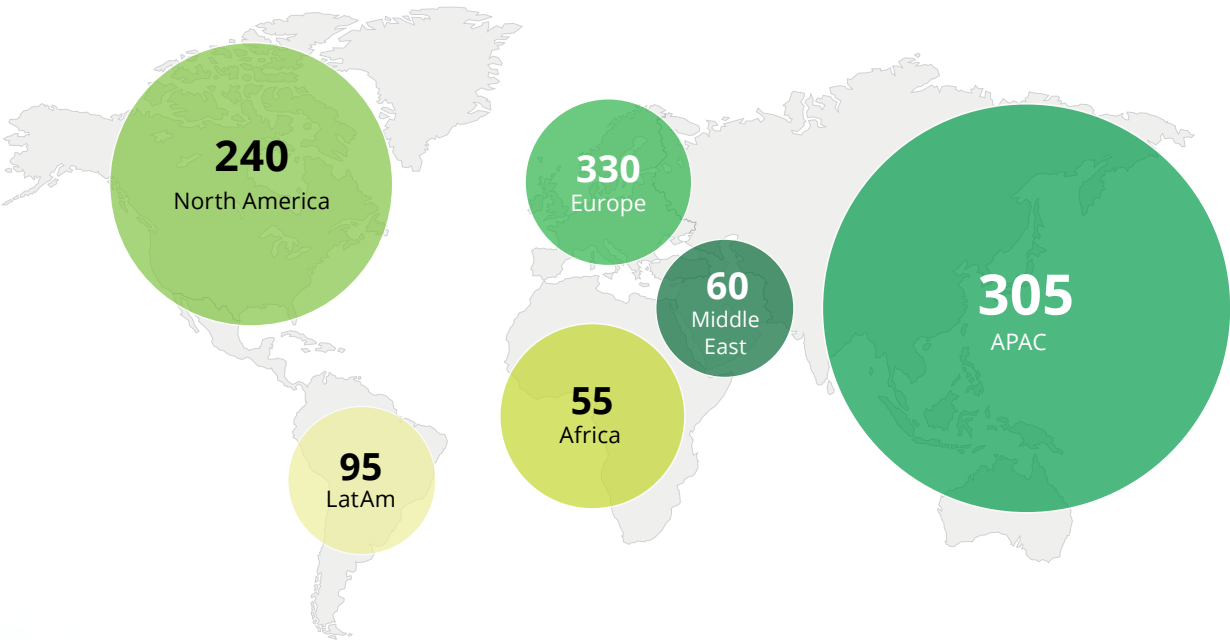 240
North America
330
Europe
60
Middle
East
305
APAC
55
Africa
95
LatAm